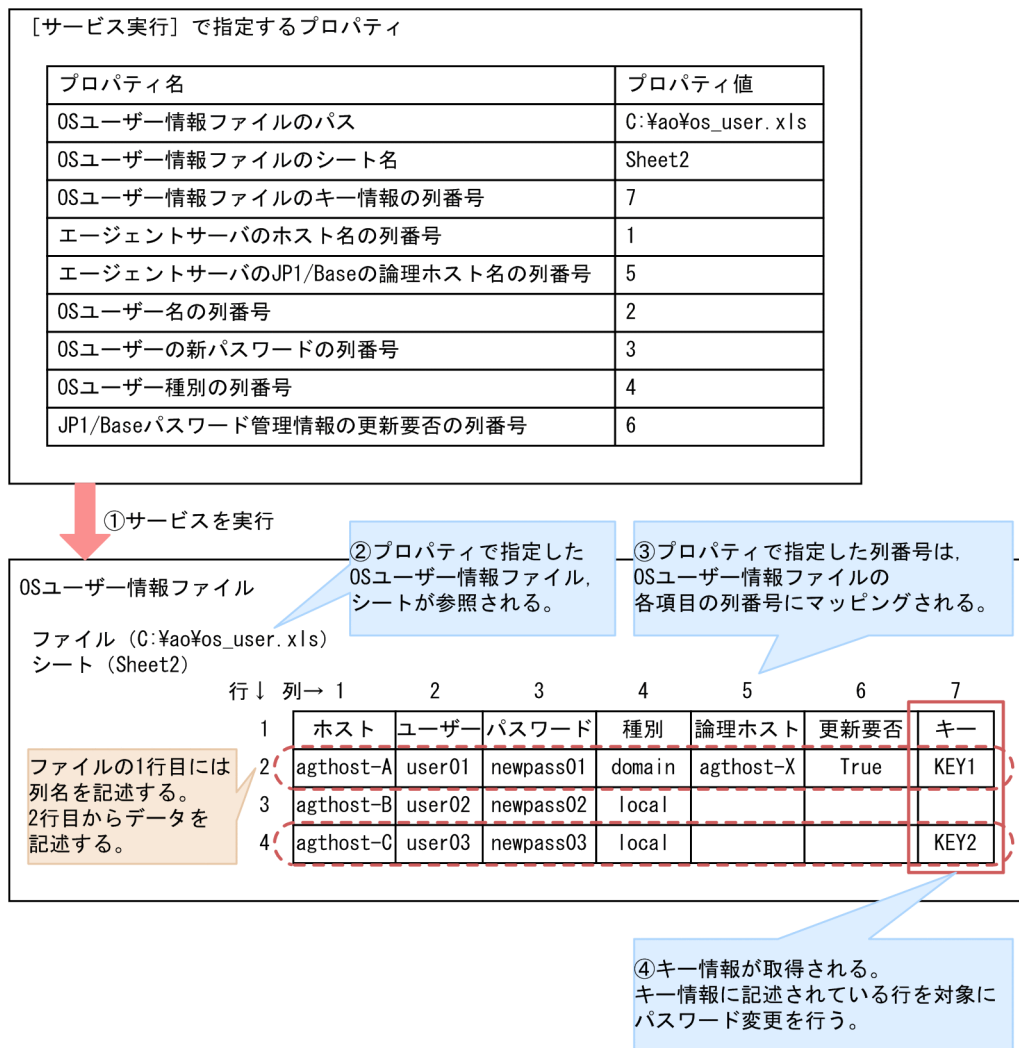 ［サービス実行］で指定するプロパティ
プロパティ名 プロパティ値
OSユーザー情報ファイルのパス C:¥ao¥os_user.xls
OSユーザー情報ファイルのシート名 Sheet2
OSユーザー情報ファイルのキー情報の列番号 7
エージェントサーバのホスト名の列番号 1
エージェントサーバのJP1/Baseの論理ホスト名の列番号 5
OSユーザー名の列番号 2
OSユーザーの新パスワードの列番号 3
OSユーザー種別の列番号 4
JP1/Baseパスワード管理情報の更新要否の列番号 6
①サービスを実行
②プロパティで指定した
OSユーザー情報ファイル,
シートが参照される。
③プロパティで指定した列番号は,
OSユーザー情報ファイルの
各項目の列番号にマッピングされる。
OSユーザー情報ファイル
ファイル（C:¥ao¥os_user.xls）
シート（Sheet2）
行↓ 列→ 1 2 3 4 5 6 7
1 ホスト ユーザー パスワード 種別 論理ホスト 更新要否 キー
2 agthost-A user01 newpass01 domain agthost-X True KEY1
3 agthost-B user02 newpass02 local
4 agthost-C user03 newpass03 local KEY2
ファイルの1行目には
列名を記述する。
2行目からデータを
記述する。
④キー情報が取得される。
キー情報に記述されている行を対象に
パスワード変更を行う。